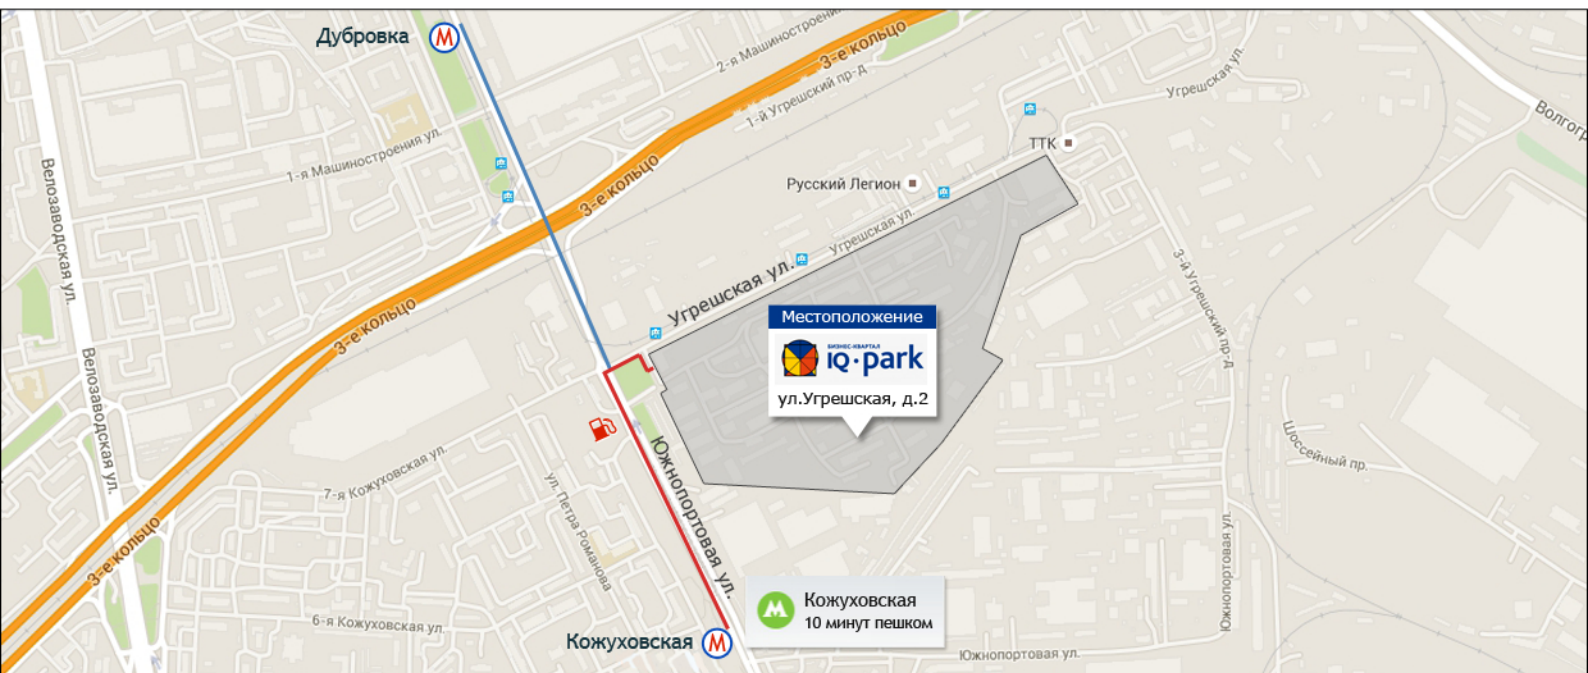 Дубровка
2-я Машиностроения
3-е кольцо
1-й Угрешский пр-д
Угрешская ул.
ТТК
1-я Машиностроения ул.
3-е кольцо
Русский Легион
Велозаводская ул.
Угрешская ул.
Угрешская ул.
3-й Угрешский пр-д
Местоположение
БИЗНЕС-КВАРТАЛ
IQ·park
ул.Угрешская, д.2
3-е кольцо
Велозаводская ул.
7-я Кожуховская ул.
ул. Петра Романова
Южнопортовая ул.
Шоссейный пр.
3-е кольцо
Южнопортовая ул.
6-я Кожуховская ул.
Кожуховская
Кожуховская
10 минут пешком
Южнопортовая ул.